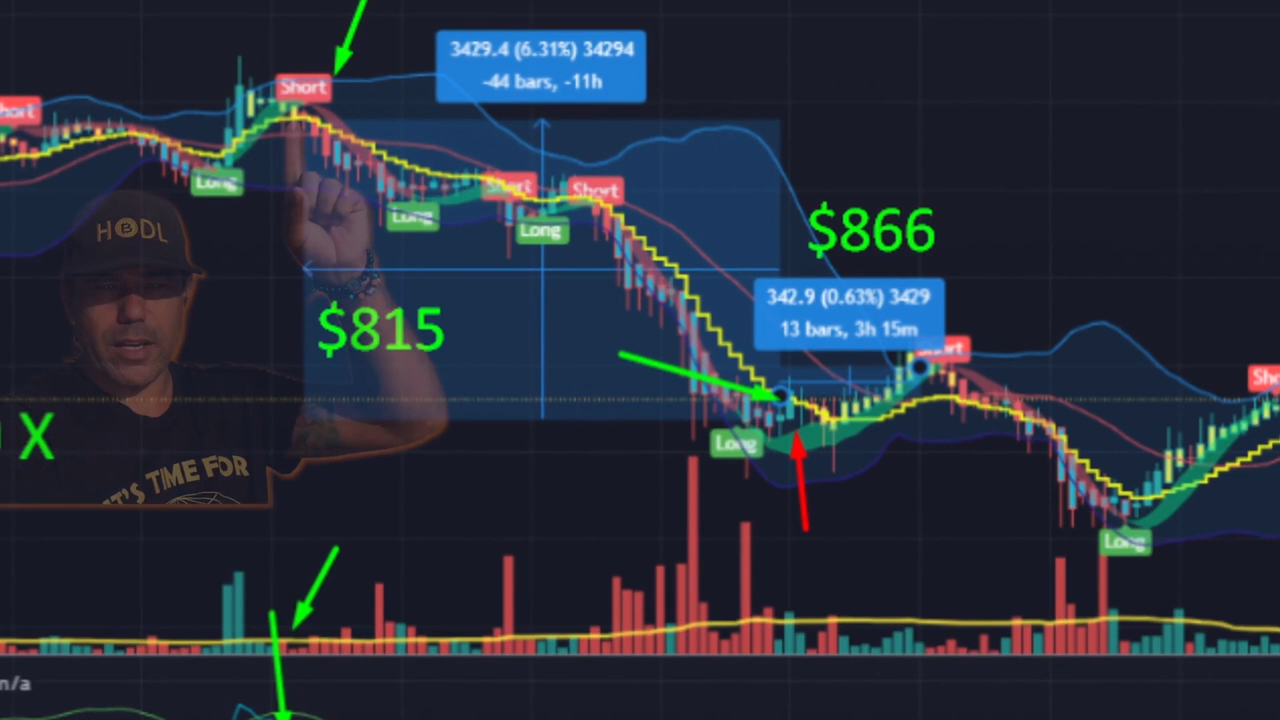 3429.4 (6.31%) 34294
-44 bars, -11h
Short
Short
Long
Short
Short
Long
Long
HODL
$866
$815
342.9 (0.63%) 3429
13 bars, 3h 15m
Short
Sho
X
Long
IT'S TIME FOR
Long
n/a